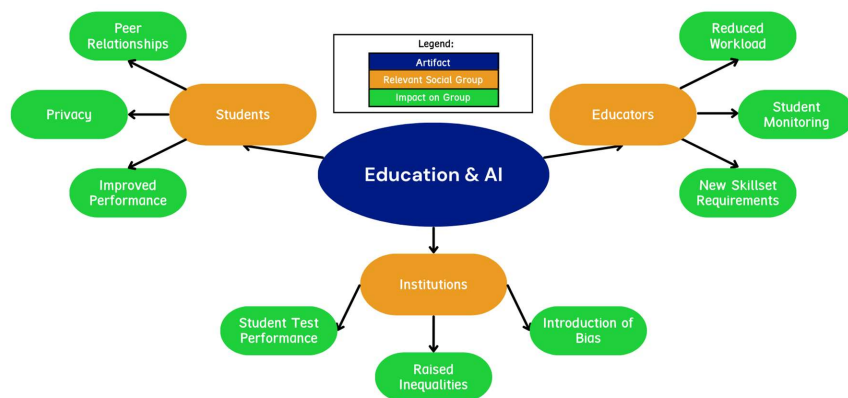 Peer
Relationships
Privacy
Improved
Performance
Students
Legend:
Artifact
Relevant Social Group
Impact on Group
Education & AI
Educators
Reduced
Workload
Student
Monitoring
New Skillset
Requirements
Institutions
Student Test
Performance
Raised
Inequalities
Introduction of
Bias